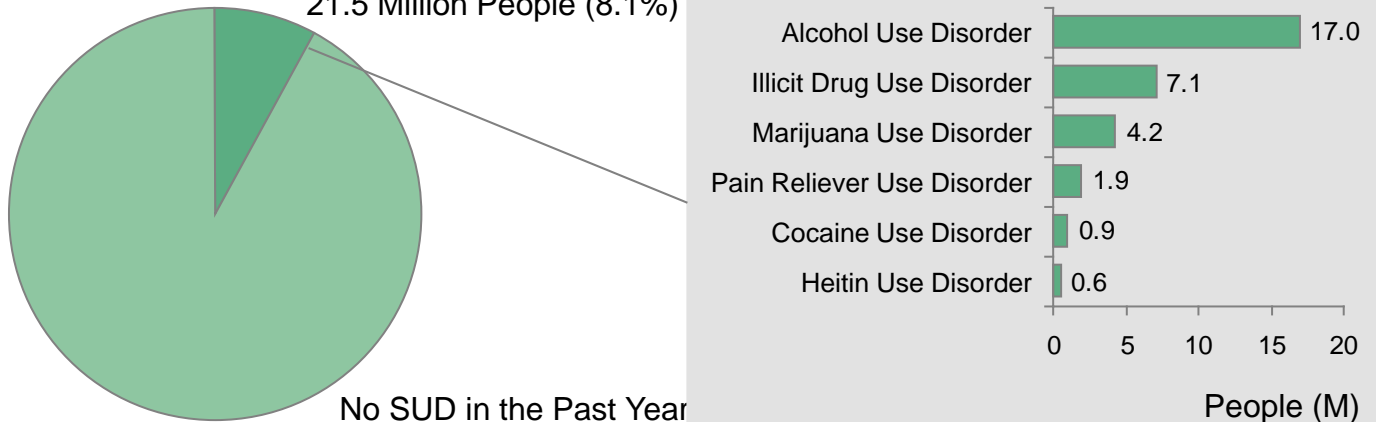 21.5 Million People (8.1%)
No SUD in the Past Year
Alcohol Use Disorder 17.0
Illicit Drug Use Disorder 7.1
Marijuana Use Disorder 4.2
Pain Reliever Use Disorder 1.9
Cocaine Use Disorder 0.9
Heitin Use Disorder 0.6
0 5 10 15 20
People (M)